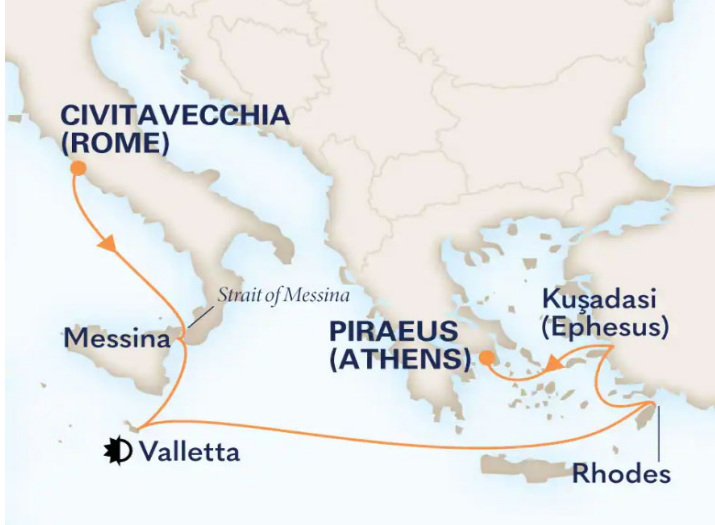 CIVITAVECCHIA
(ROME)
Strait of Messina
Messina
Kuşadasi
(Ephesus)
PIRAEUS
(ATHENS)
Valletta
Rhodes